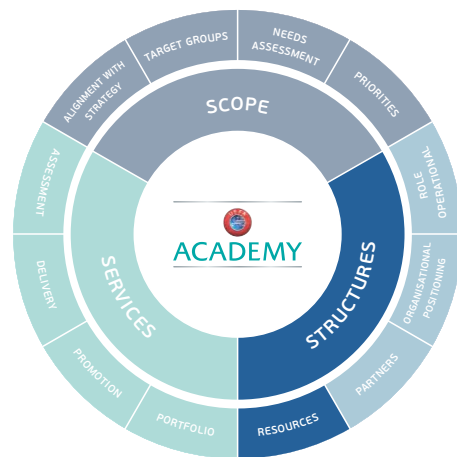 ALIGNMENT WITH
STRATEGY
TARGET GROUPS
NEEDS
ASSESSMENT
PRIORITIES
ROLE
OPERATIONAL
ORGANISATIONAL
POSITIONING
PARTNERS
RESOURCES
PORTFOLIO
PROMOTION
DELIVERY
ASSESSMENT
SCOPE
STRUCTURES
SERVICES
UEFA
ACADEMY